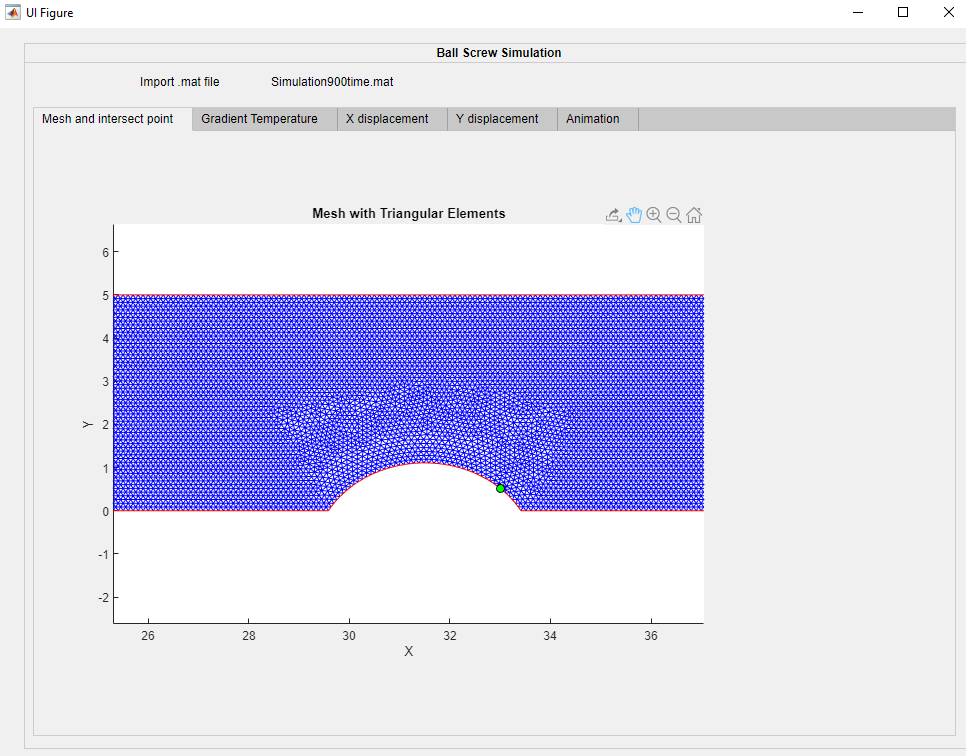 UI Figure
Ball Screw Simulation
Import .mat file Simulation900time.mat
Mesh and intersect point Gradient Temperature X displacement Y displacement Animation
Mesh with Triangular Elements
6
5
4
3
2
1
0
-1
-2
Y
26 28 30 32 34 36
X